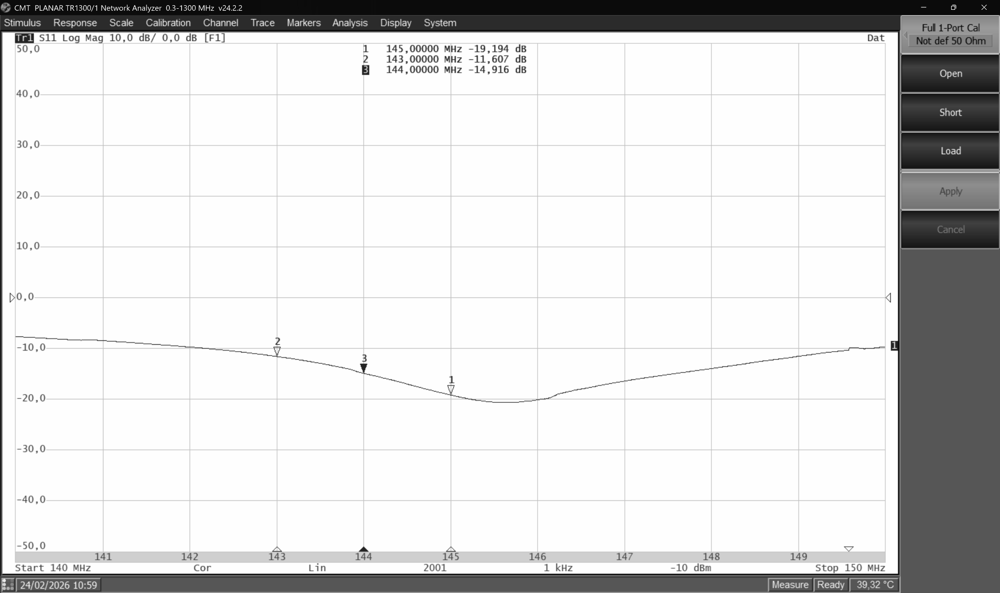 CMT PLANAR TR1300/1 Network Analyzer 0.3-1300 MHz v24.2.2
Stimulus Response Scale Calibration Channel Trace Markers Analysis Display System
Tr1 S11 Log Mag 10,0 dB/ 0,0 dB [F1] Dat
1 145,00000 MHz -19,194 dB
2 143,00000 MHz -11,607 dB
3 144,00000 MHz -14,916 dB
50,0
40,0
30,0
20,0
10,0
0,0
-10,0
-20,0
-30,0
-40,0
-50,0
2
3
1
1
141 142 143 144 145 146 147 148 149
Start 140 MHz Cor Lin 2001 1 kHz -10 dBm Stop 150 MHz
24/02/2026 10:59 Measure Ready 39,32 °C
Full 1-Port Cal
Not def 50 Ohm
Open
Short
Load
Apply
Cancel